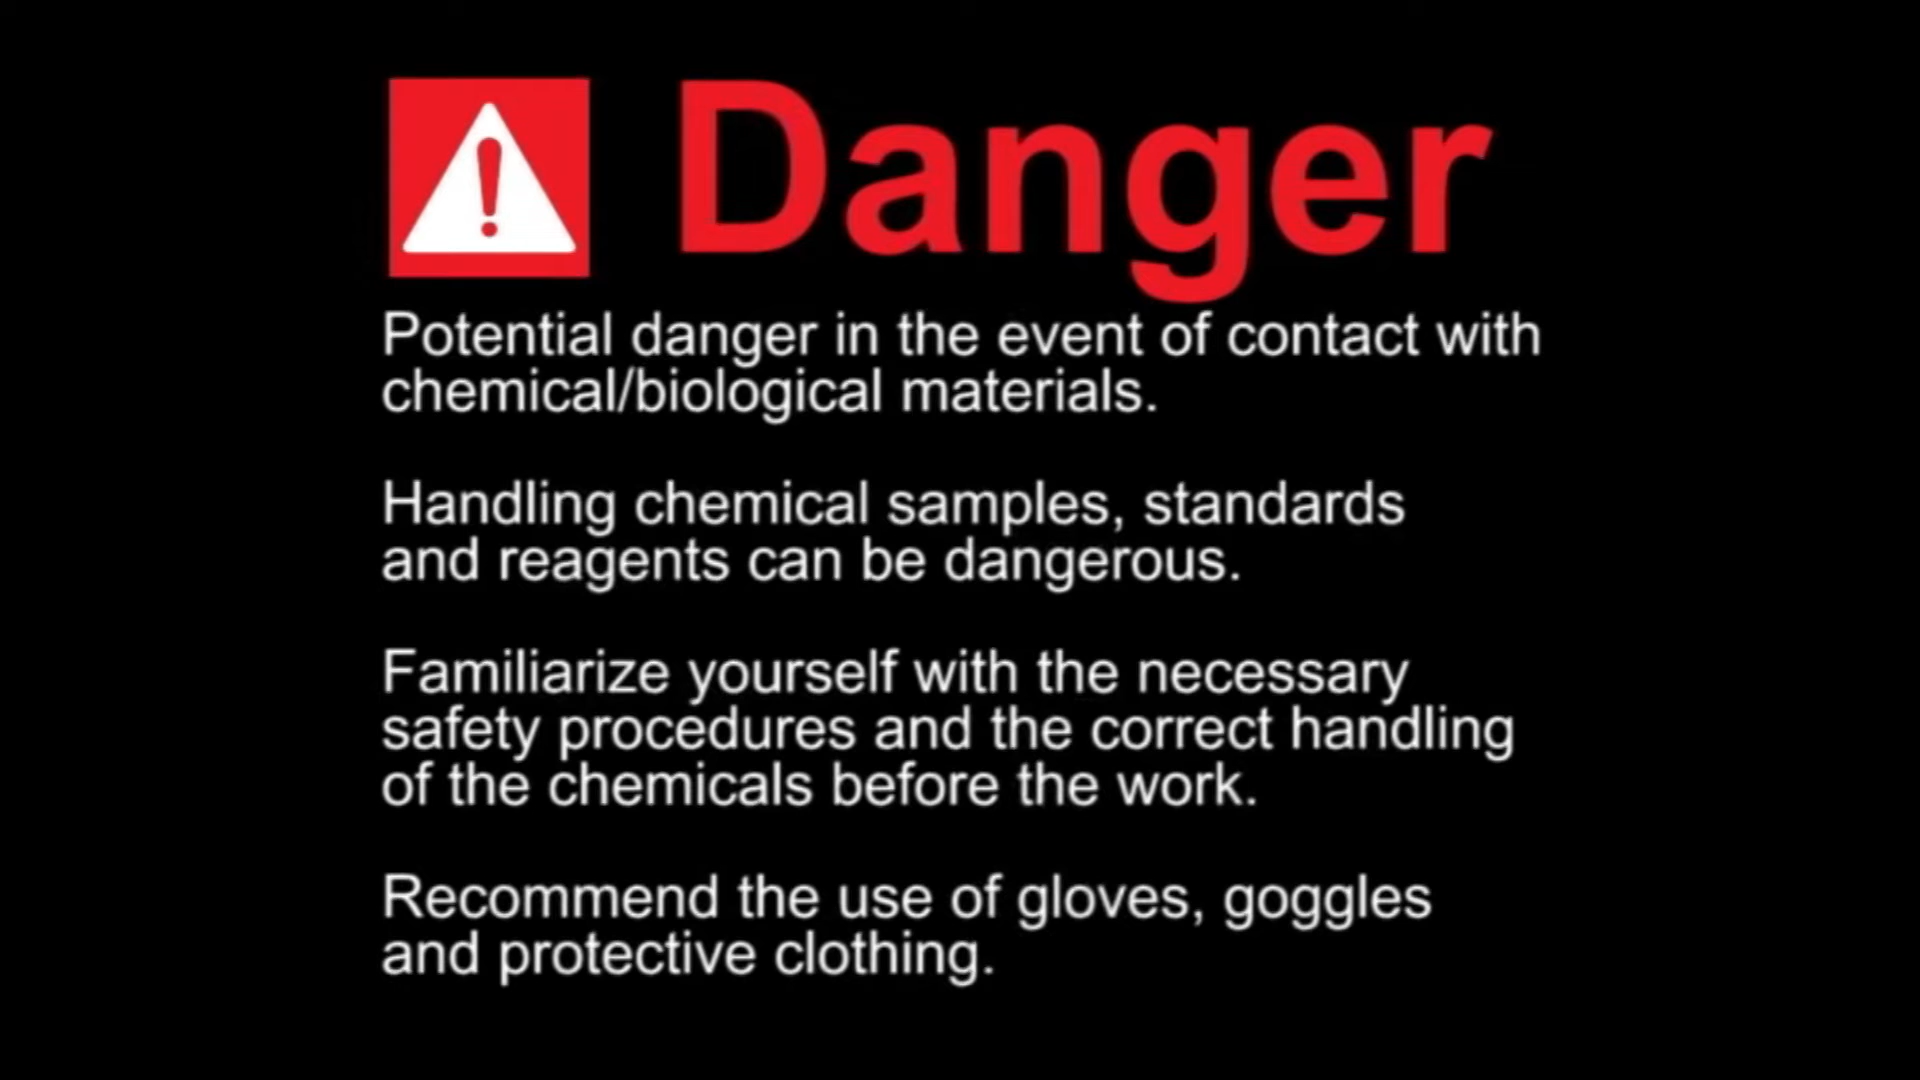 Danger
Potential danger in the event of contact with
chemical/biological materials.
Handling chemical samples, standards
and reagents can be dangerous.
Familiarize yourself with the necessary
safety procedures and the correct handling
of the chemicals before the work.
Recommend the use of gloves, goggles
and protective clothing.